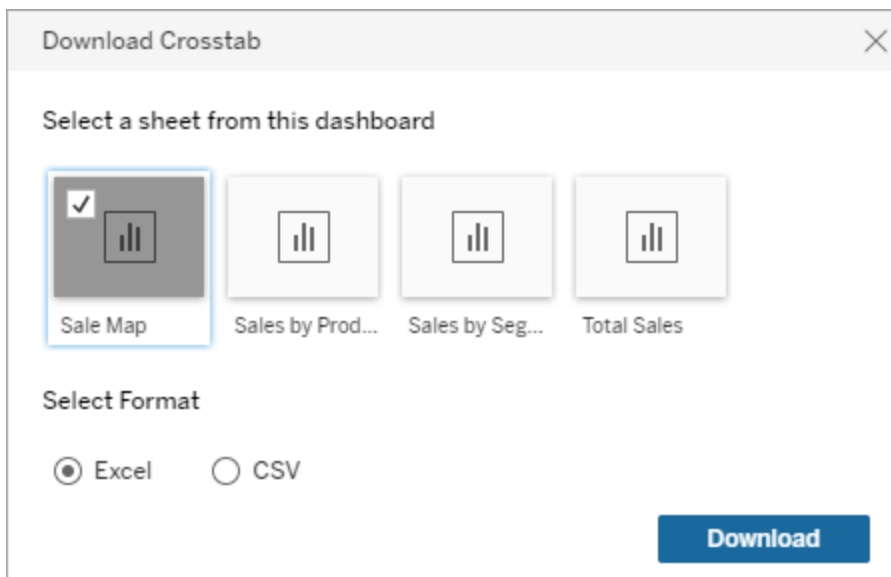 Download Crosstab
Select a sheet from this dashboard
Sale Map Sales by Prod... Sales by Seg... Total Sales
Select Format
Excel CSV
Download